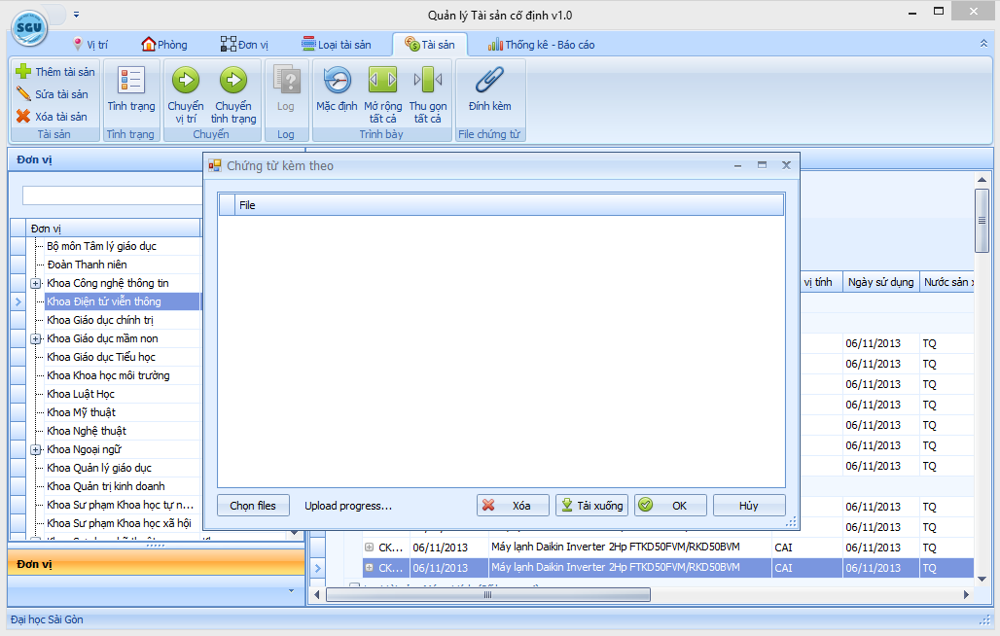 Quản lý Tài sản cố định v1.0
SGU
Vị trí
Phòng
Đơn vị
Loại tài sản
Tài sản
Thống kê - Báo cáo
Thêm tài sản
Sửa tài sản
Xóa tài sản
Tài sản
Tình trạng
Tình trạng
Chuyển vị trí
Chuyển tình trạng
Chuyển
Log
Log
Mặc định
Mở rộng tất cả
Thu gọn tất cả
Trình bày
Đính kèm
File chứng từ
Đơn vị
Đơn vị
Bộ môn Tâm lý giáo dục
Đoàn Thanh niên
Khoa Công nghệ thông tin
Khoa Điện tử viễn thông
Khoa Giáo dục chính trị
Khoa Giáo dục mầm non
Khoa Giáo dục Tiểu học
Khoa Khoa học môi trường
Khoa Luật Học
Khoa Mỹ thuật
Khoa Nghệ thuật
Khoa Ngoại ngữ
Khoa Quản lý giáo dục
Khoa Quản trị kinh doanh
Khoa Sư phạm Khoa học tự n...
Khoa Sư phạm Khoa học xã hội
Đơn vị
Chứng từ kèm theo
File
Chọn files
Upload progress...
Xóa
Tải xuống
OK
Hủy
vị tính
Ngày sử dụng
Nước sản
06/11/2013 TQ
06/11/2013 TQ
06/11/2013 TQ
06/11/2013 TQ
06/11/2013 TQ
06/11/2013 TQ
06/11/2013 TQ
06/11/2013 TQ
06/11/2013 TQ
CK... 06/11/2013 Máy lạnh Daikin Inverter 2Hp FTKD50FVM/RKD50BVM CAI 06/11/2013 TQ
CK... 06/11/2013 Máy lạnh Daikin Inverter 2Hp FTKD50FVM/RKD50BVM CAI 06/11/2013 TQ
Đại học Sài Gòn